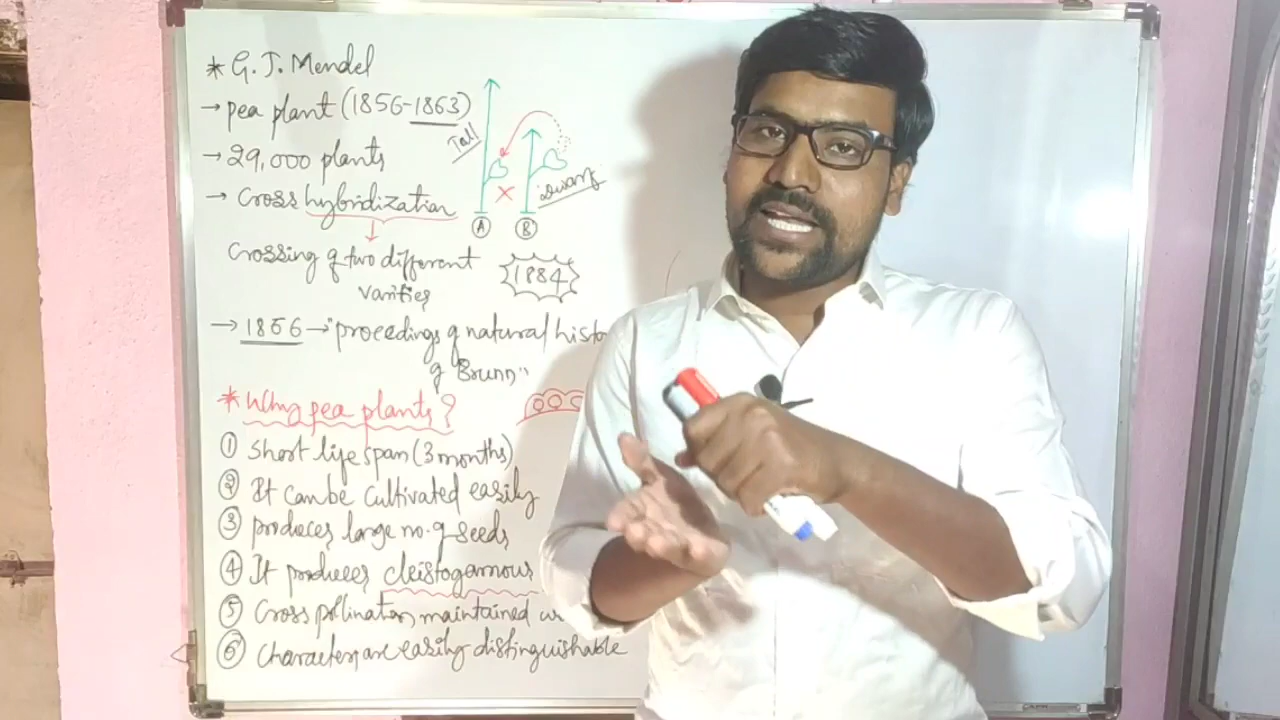 * G. J. Mendel
→ pea plant (1856-1863)
→ 29,000 plants
→ Cross hybridization
Crossing of two different
varities
Tall
Dwarf
A
×
B
1884
→ 1866 → "proceedings of natural histo
of Brunn"
* Why pea plants?
① Short life span (3 months)
② It can be cultivated easily
③ produces large no. of seeds
④ It produces cleistogamous
⑤ Cross pollination maintained
⑥ characters are easily distinguishable